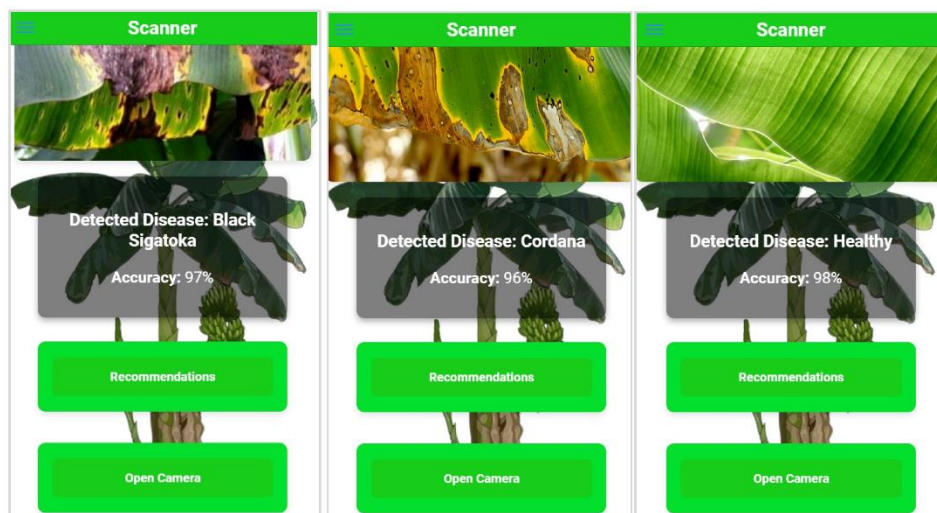 Scanner
Detected Disease: Black
Sigatoka
Accuracy: 97%
Recommendations
Open Camera
Scanner
Detected Disease: Cordana
Accuracy: 96%
Recommendations
Open Camera
Scanner
Detected Disease: Healthy
Accuracy: 98%
Recommendations
Open Camera